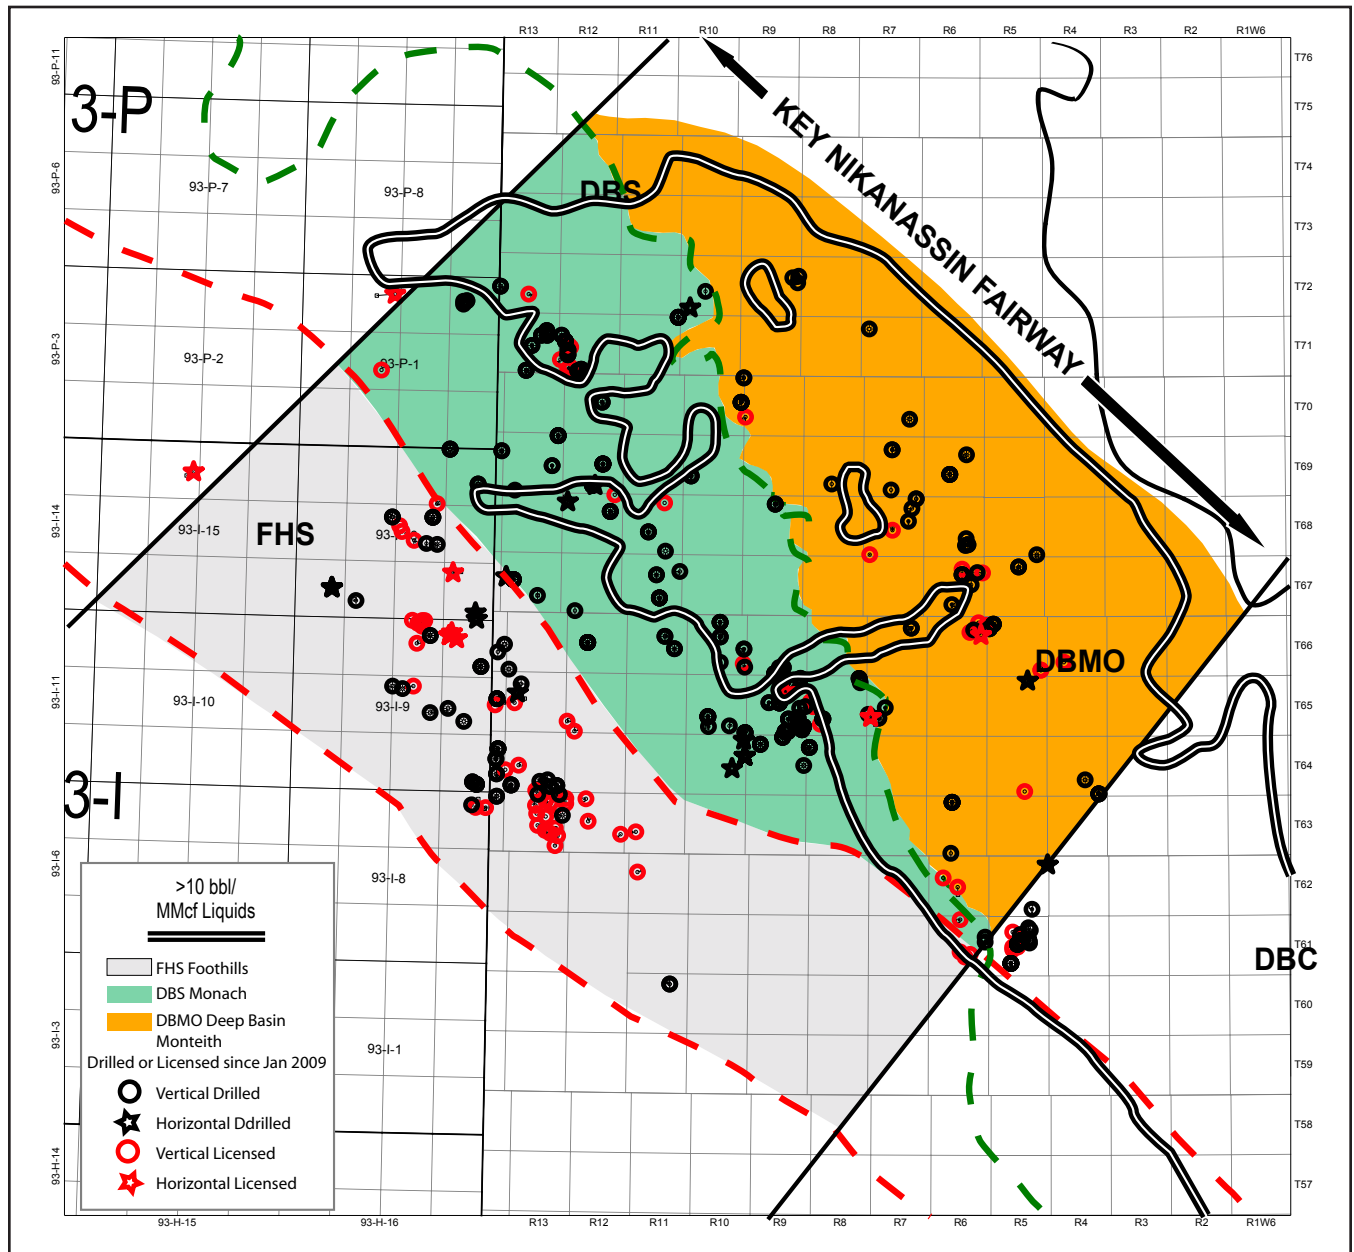 R13 R12 R11 R10 R9 R8 R7 R6 R5 R4 R3 R2 R1W6
93-P-11
T76
3-P
T75
KEY NIKANASSIN FAIRWAY
93-P-6
T74
93-P-7
93-P-8
DBS
T73
T72
93-P-3
T71
93-P-2
93-P-1
T70
T69
93-I-14
93-I-15
FHS
T68
T67
T66
DBMO
93-I-11
93-I-10
93-I-9
T65
3-I
T64
T63
93-I-6
93-I-8
T62
>10 bbl/
MMcf Liquids
T61
DBC
FHS Foothills
DBS Monach
T60
DBMO Deep Basin
Monteith
93-I-3
93-I-1
T59
Drilled or Licensed since Jan 2009
Vertical Drilled
Horizontal Ddrilled
T58
Vertical Licensed
93-H-14
Horizontal Licensed
T57
93-H-15
93-H-16
R13 R12 R11 R10 R9 R8 R7 R6 R5 R4 R3 R2 R1W6